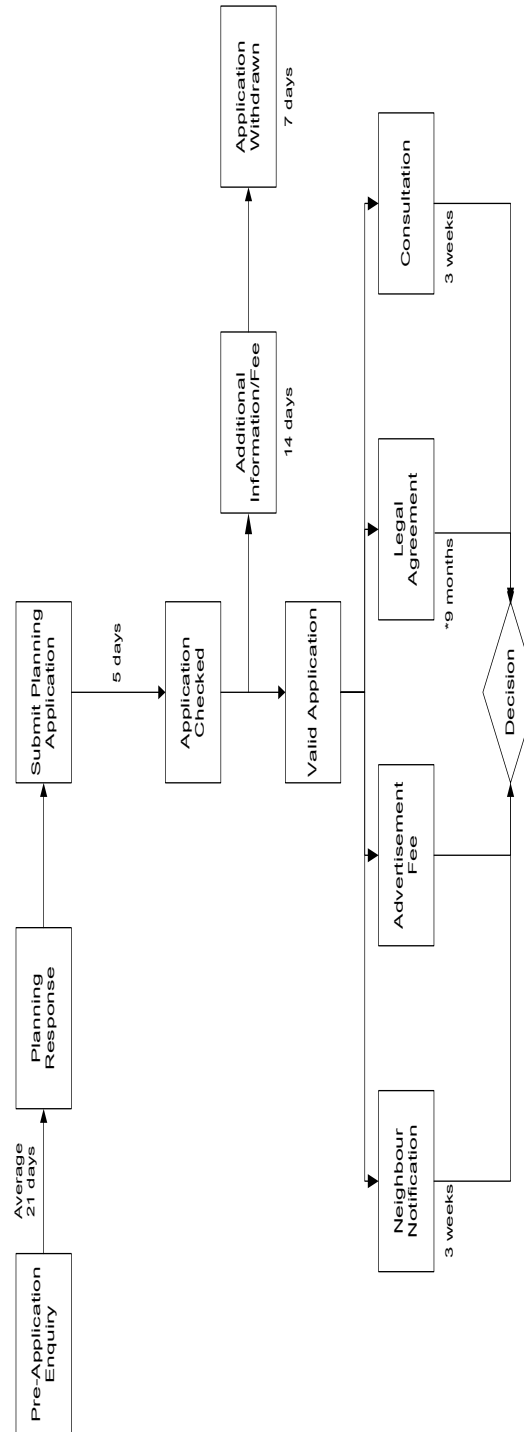 Pre-Application
Enquiry
Average
21 days
Planning
Response
Submit Planning
Application
5 days
Application
Checked
Additional
Information/Fee
14 days
Application
Withdrawn
7 days
Valid Application
Neighbour
Notification
3 weeks
Advertisement
Fee
Legal
Agreement
*9 months
Consultation
3 weeks
Decision